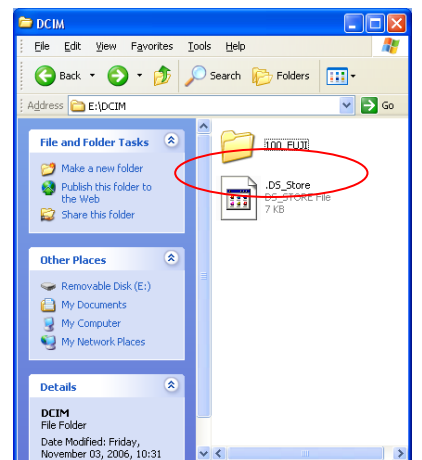 DCIM
File Edit View Favorites Tools Help
Back Search Folders
Address E:\DCIM Go
File and Folder Tasks
Make a new folder
Publish this folder to
the Web
Share this folder
Other Places
Removable Disk (E:)
My Documents
My Computer
My Network Places
Details
DCIM
File Folder
Date Modified: Friday,
November 03, 2006, 10:31
100_FUJI
.DS_Store
DS_STORE File
7 KB